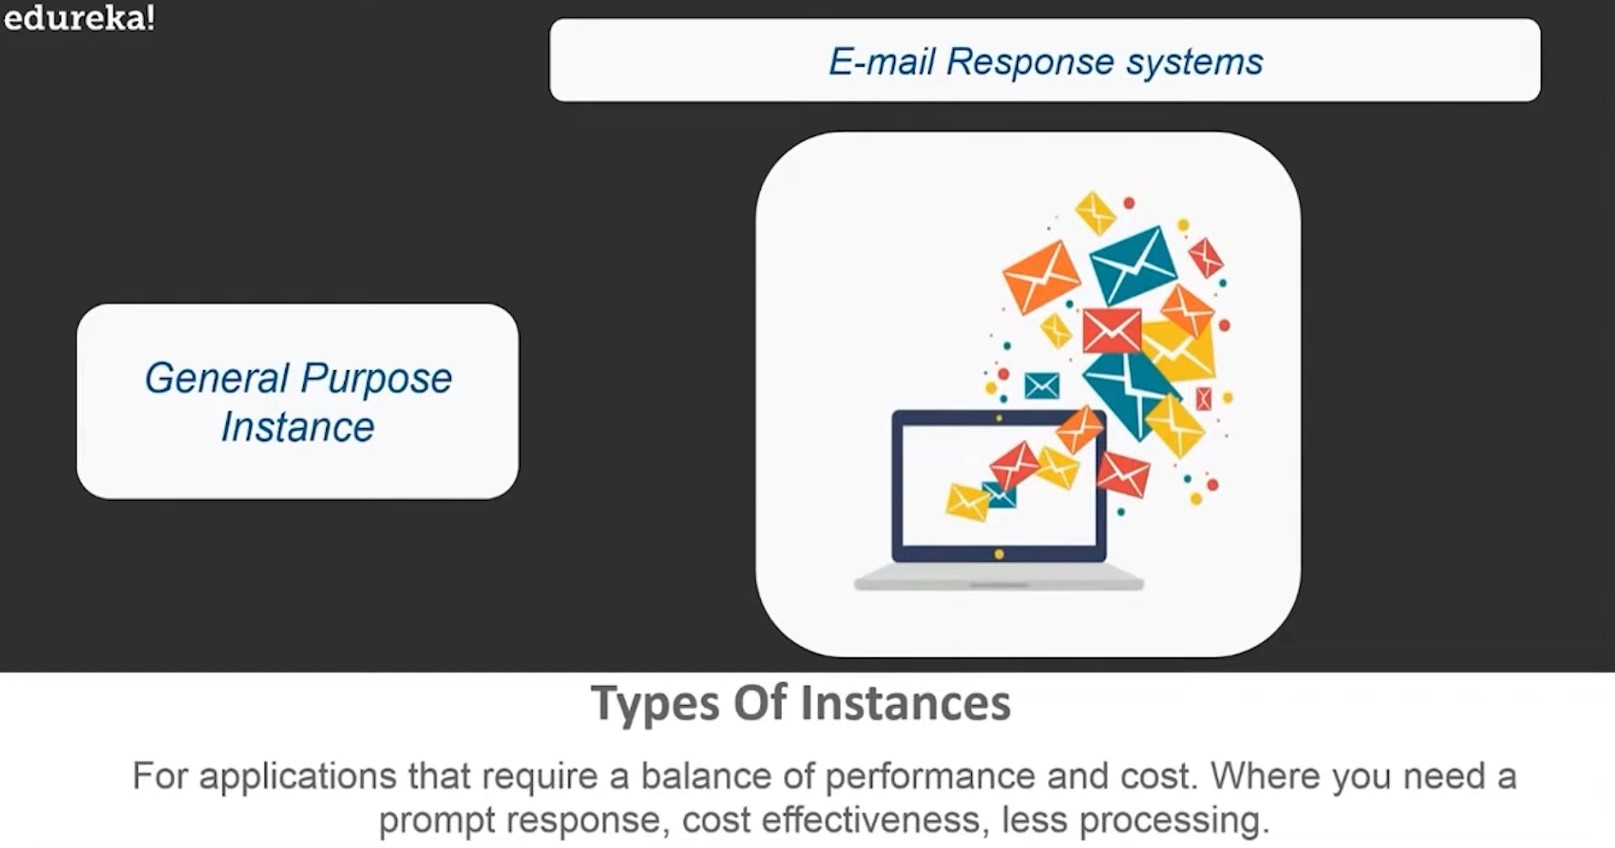 edureka!
E-mail Response systems
General Purpose
Instance
Types Of Instances
For applications that require a balance of performance and cost. Where you need a
prompt response, cost effectiveness, less processing.